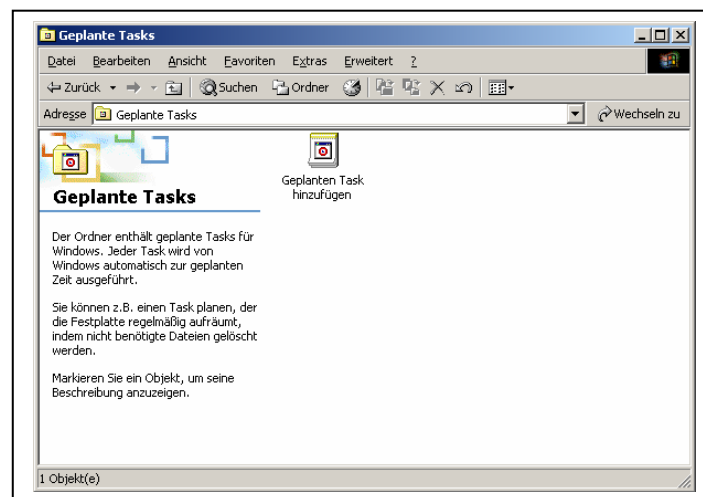 Geplante Tasks
Datei Bearbeiten Ansicht Favoriten Extras Erweitert ?
Zurück Suchen Ordner
Adresse Geplante Tasks Wechseln zu
Geplante Tasks
Der Ordner enthält geplante Tasks für
Windows. Jeder Task wird von
Windows automatisch zur geplanten
Zeit ausgeführt.
Sie können z.B. einen Task planen, der
die Festplatte regelmäßig aufräumt,
indem nicht benötigte Dateien gelöscht
werden.
Markieren Sie ein Objekt, um seine
Beschreibung anzuzeigen.
Geplanten Task
hinzufügen
1 Objekt(e)